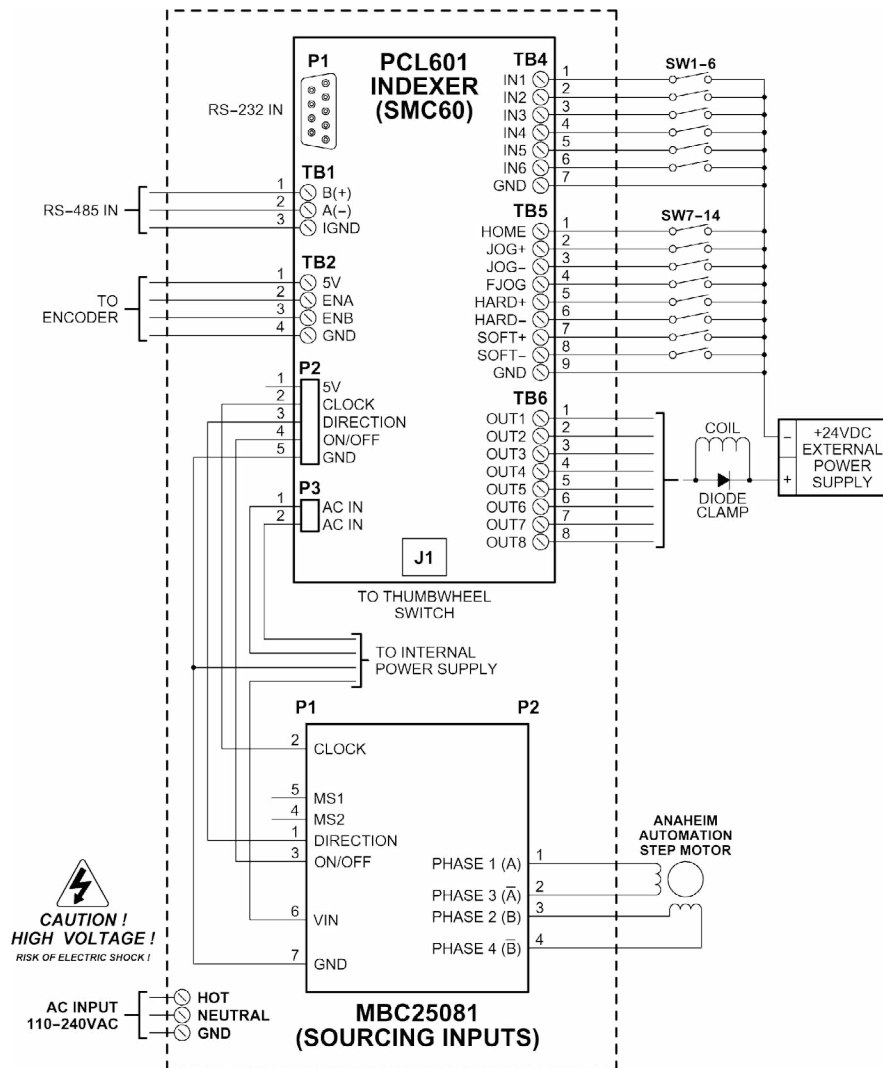 PCL601
INDEXER
(SMC60)
P1
RS-232 IN
TB1
1 B(+)
2 A(-)
3 IGND
RS-485 IN
TB2
1 5V
2 ENA
3 ENB
4 GND
TO
ENCODER
P2
1 5V
2 CLOCK
3 DIRECTION
4 ON/OFF
5 GND
P3
1 AC IN
2 AC IN
J1
TO THUMBWHEEL
SWITCH
TB4
IN1 1
IN2 2
IN3 3
IN4 4
IN5 5
IN6 6
GND 7
SW1-6
TB5
HOME 1
JOG+ 2
JOG- 3
FJOG 4
HARD+ 5
HARD- 6
SOFT+ 7
SOFT- 8
GND 9
SW7-14
TB6
OUT1 1
OUT2 2
OUT3 3
OUT4 4
OUT5 5
OUT6 6
OUT7 7
OUT8 8
COIL
DIODE
CLAMP
-
+
+24VDC
EXTERNAL
POWER
SUPPLY
TO INTERNAL
POWER SUPPLY
P1
P2
2 CLOCK
5 MS1
4 MS2
1 DIRECTION
3 ON/OFF
6 VIN
7 GND
PHASE 1 (A) 1
PHASE 3 (A̅) 2
PHASE 2 (B) 3
PHASE 4 (B̅) 4
ANAHEIM
AUTOMATION
STEP MOTOR
MBC25081
(SOURCING INPUTS)
CAUTION !
HIGH VOLTAGE !
RISK OF ELECTRIC SHOCK !
AC INPUT
110-240VAC
HOT
NEUTRAL
GND